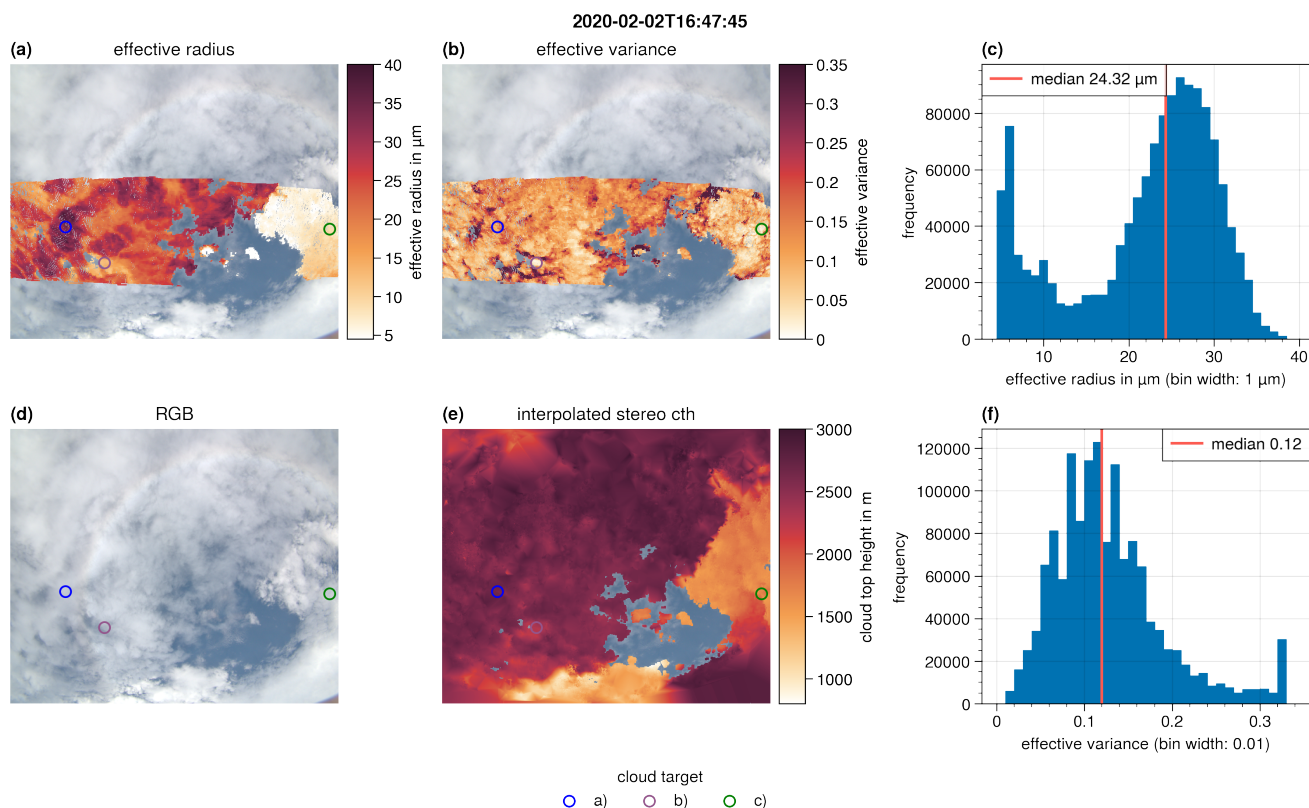 2020-02-02T16:47:45
(a) effective radius
40
35
30
25
20
15
10
5
effective radius in µm
(b) effective variance
0.35
0.3
0.25
0.2
0.15
0.1
0.05
0
effective variance
(c)
median 24.32 µm
80000
60000
40000
20000
0
frequency
10 20 30 40
effective radius in µm (bin width: 1 µm)
(d) RGB
(e) interpolated stereo cth
3000
2500
2000
1500
1000
cloud top height in m
(f)
median 0.12
120000
100000
80000
60000
40000
20000
0
frequency
0 0.1 0.2 0.3
effective variance (bin width: 0.01)
cloud target
a) b) c)